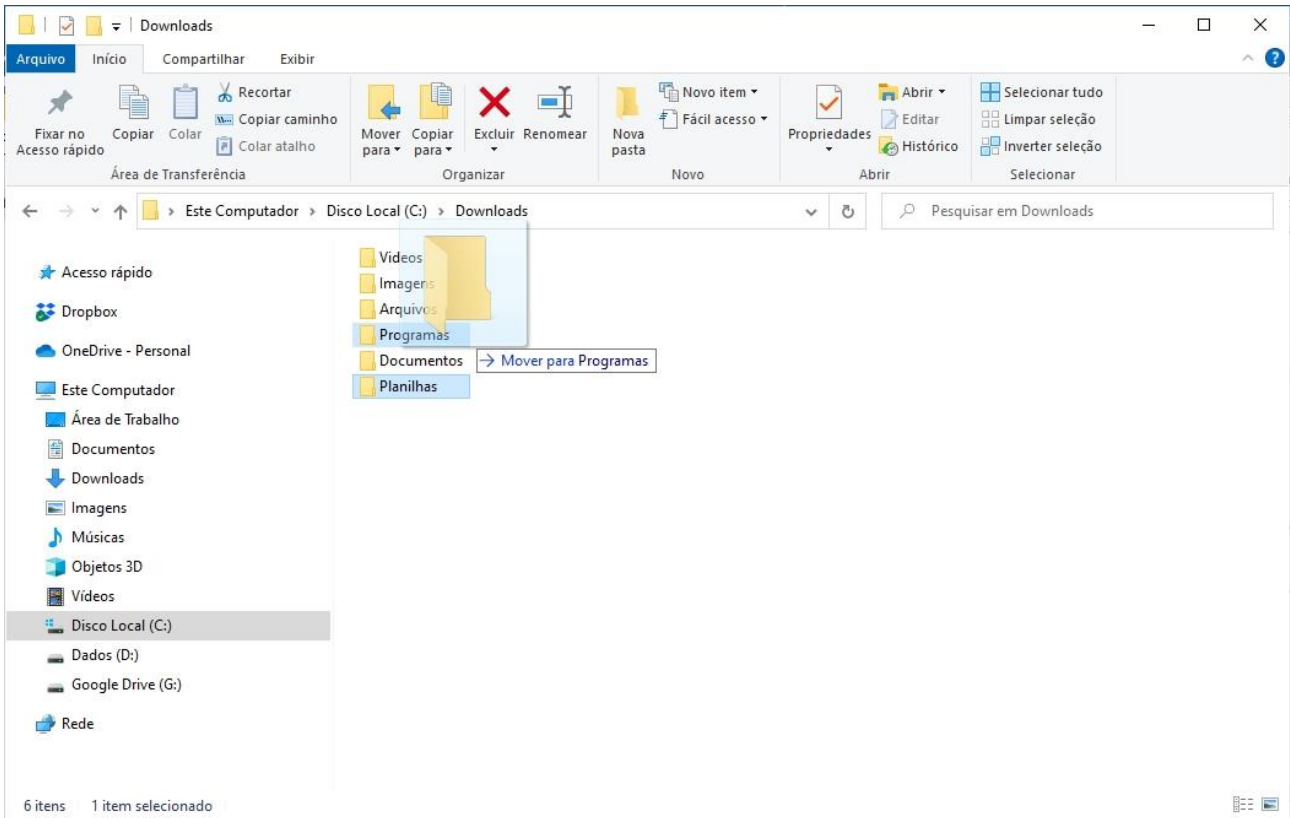 Downloads
Arquivo Início Compartilhar Exibir
Fixar no Acesso rápido
Copiar
Colar
Recortar
Copiar caminho
Colar atalho
Área de Transferência
Mover para
Copiar para
Excluir
Renomear
Organizar
Nova pasta
Novo item
Fácil acesso
Novo
Propriedades
Abrir
Editar
Histórico
Abrir
Selecionar tudo
Limpar seleção
Inverter seleção
Selecionar
Este Computador > Disco Local (C:) > Downloads
Pesquisar em Downloads
Acesso rápido
Dropbox
OneDrive - Personal
Este Computador
Área de Trabalho
Documentos
Downloads
Imagens
Músicas
Objetos 3D
Vídeos
Disco Local (C:)
Dados (D:)
Google Drive (G:)
Rede
Videos
Imagens
Arquivos
Programas
Documentos
Planilhas
Mover para Programas
6 itens 1 item selecionado